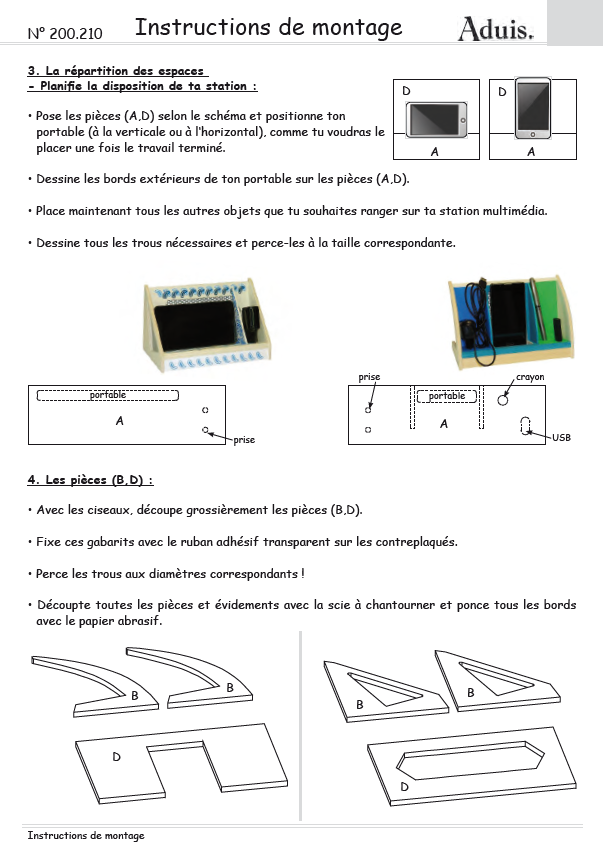 N° 200.210
Instructions de montage
Aduis.
3. La répartition des espaces
- Planifie la disposition de ta station :
• Pose les pièces (A,D) selon le schéma et positionne ton
portable (à la verticale ou à l'horizontal), comme tu voudras le
placer une fois le travail terminé.
D
A
D
A
• Dessine les bords extérieurs de ton portable sur les pièces (A,D).
• Place maintenant tous les autres objets que tu souhaites ranger sur ta station multimédia.
• Dessine tous les trous nécessaires et perce-les à la taille correspondante.
portable
A
prise
prise
crayon
portable
A
USB
4. Les pièces (B,D) :
• Avec les ciseaux, découpe grossièrement les pièces (B,D).
• Fixe ces gabarits avec le ruban adhésif transparent sur les contreplaqués.
• Perce les trous aux diamètres correspondants !
• Découpte toutes les pièces et évidements avec la scie à chantourner et ponce tous les bords
avec le papier abrasif.
B
B
D
B
B
D
Instructions de montage